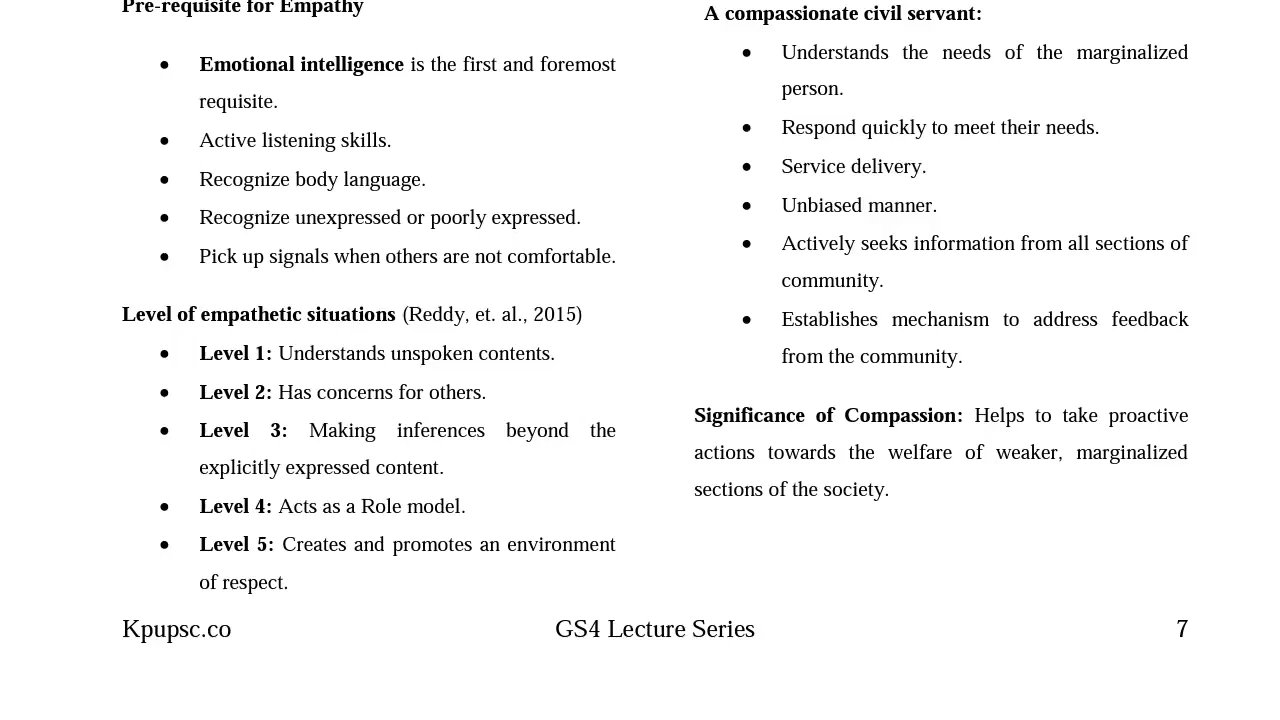 Pre-requisite for Empathy
• Emotional intelligence is the first and foremost
requisite.
• Active listening skills.
• Recognize body language.
• Recognize unexpressed or poorly expressed.
• Pick up signals when others are not comfortable.
Level of empathetic situations (Reddy, et. al., 2015)
• Level 1: Understands unspoken contents.
• Level 2: Has concerns for others.
• Level 3: Making inferences beyond the
explicitly expressed content.
• Level 4: Acts as a Role model.
• Level 5: Creates and promotes an environment
of respect.
A compassionate civil servant:
• Understands the needs of the marginalized
person.
• Respond quickly to meet their needs.
• Service delivery.
• Unbiased manner.
• Actively seeks information from all sections of
community.
• Establishes mechanism to address feedback
from the community.
Significance of Compassion: Helps to take proactive
actions towards the welfare of weaker, marginalized
sections of the society.
Kpupsc.co GS4 Lecture Series 7